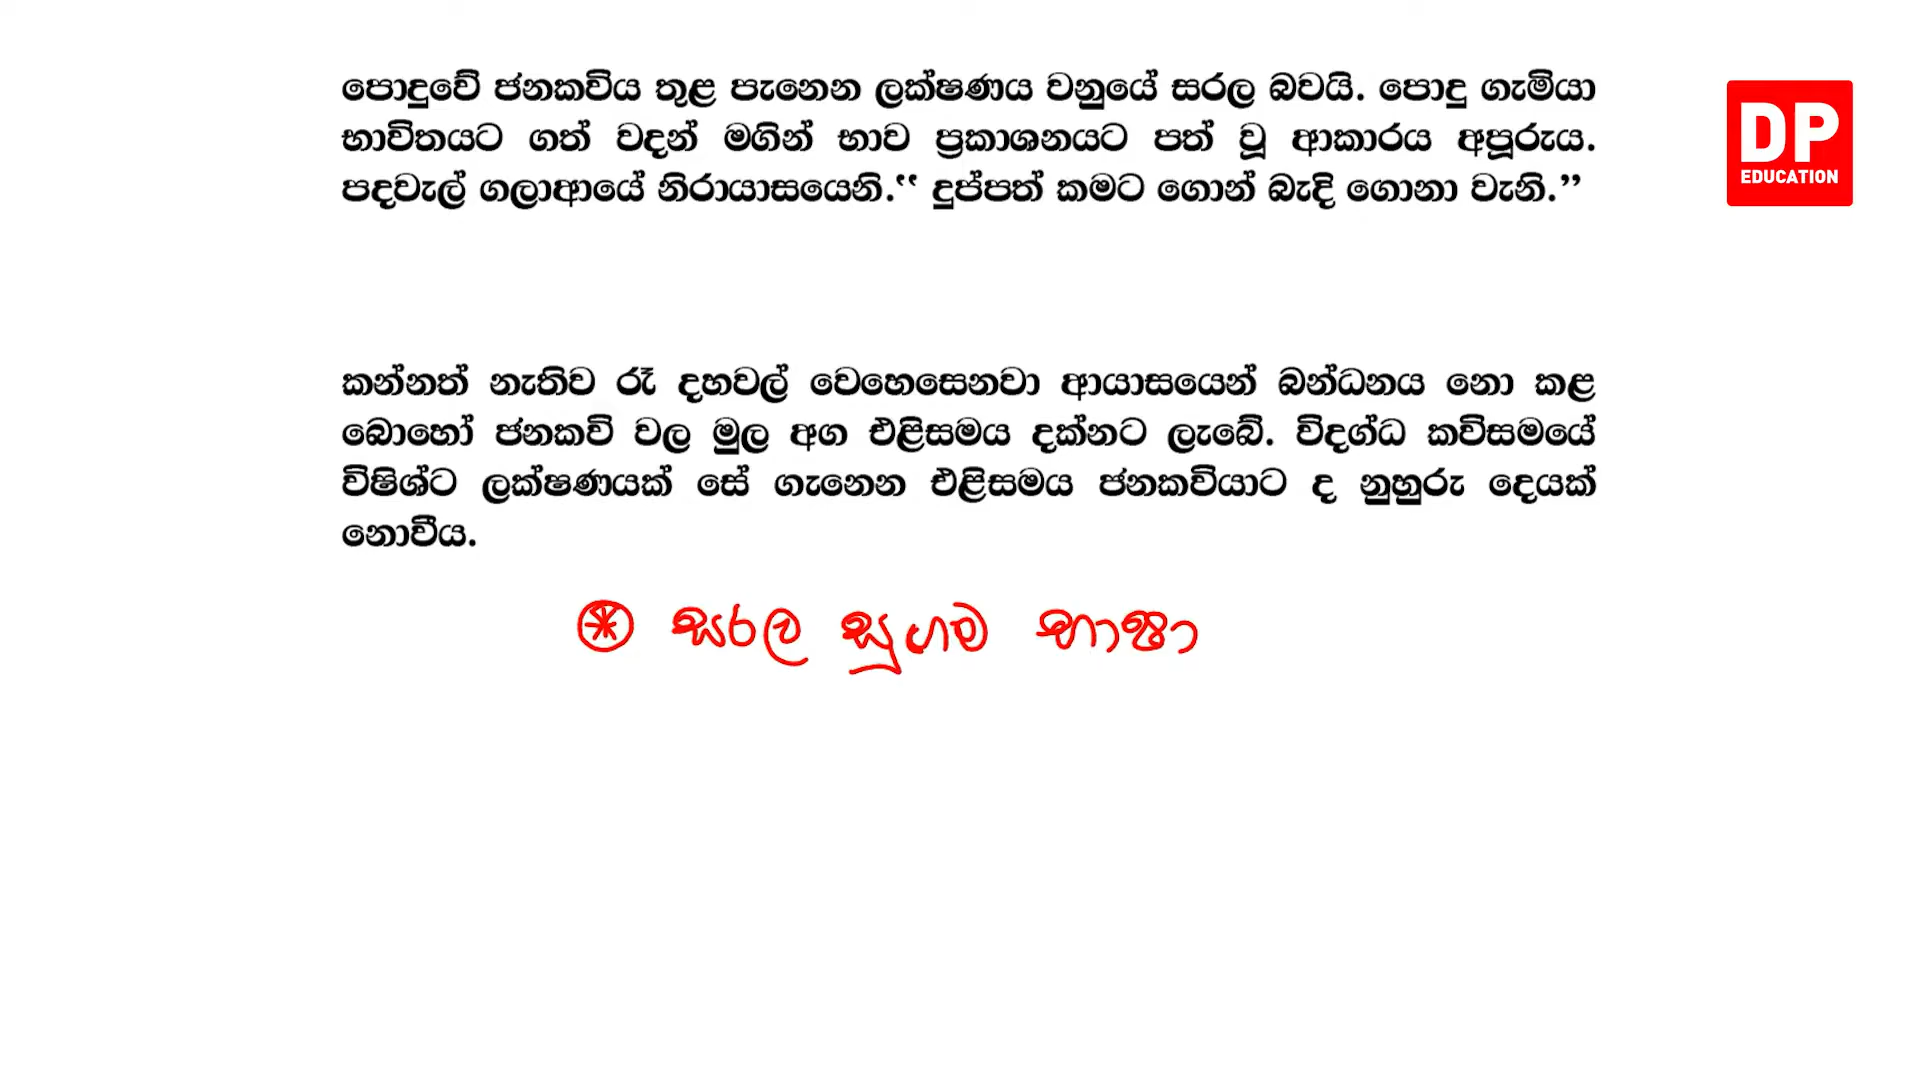 පොදුවේ ජනකවිය තුළ පැනෙන ලක්ෂණය වනුයේ සරල බවයි. පොදු ගැමියා
භාවිතයට ගත් වදන් මගින් භාව ප්‍රකාශනයට පත් වූ ආකාරය අපූරුය.
පදවැල් ගලාආයේ නිරායාසයෙනි.‘‘ දුප්පත් කමට ගොන් බැදි ගොනා වැනි.’’
DP
EDUCATION
කන්නත් නැතිව රෑ දහවල් වෙහෙසෙනවා ආයාසයෙන් බන්ධනය නො කළ
බොහෝ ජනකවි වල මුල අග එළිසමය දක්නට ලැබේ. විදග්ධ කවිසමයේ
විෂිශ්ට ලක්ෂණයක් සේ ගැනෙන එළිසමය ජනකවියාට ද නුහුරු දෙයක්
නොවීය.
සරල සුගම භාෂා